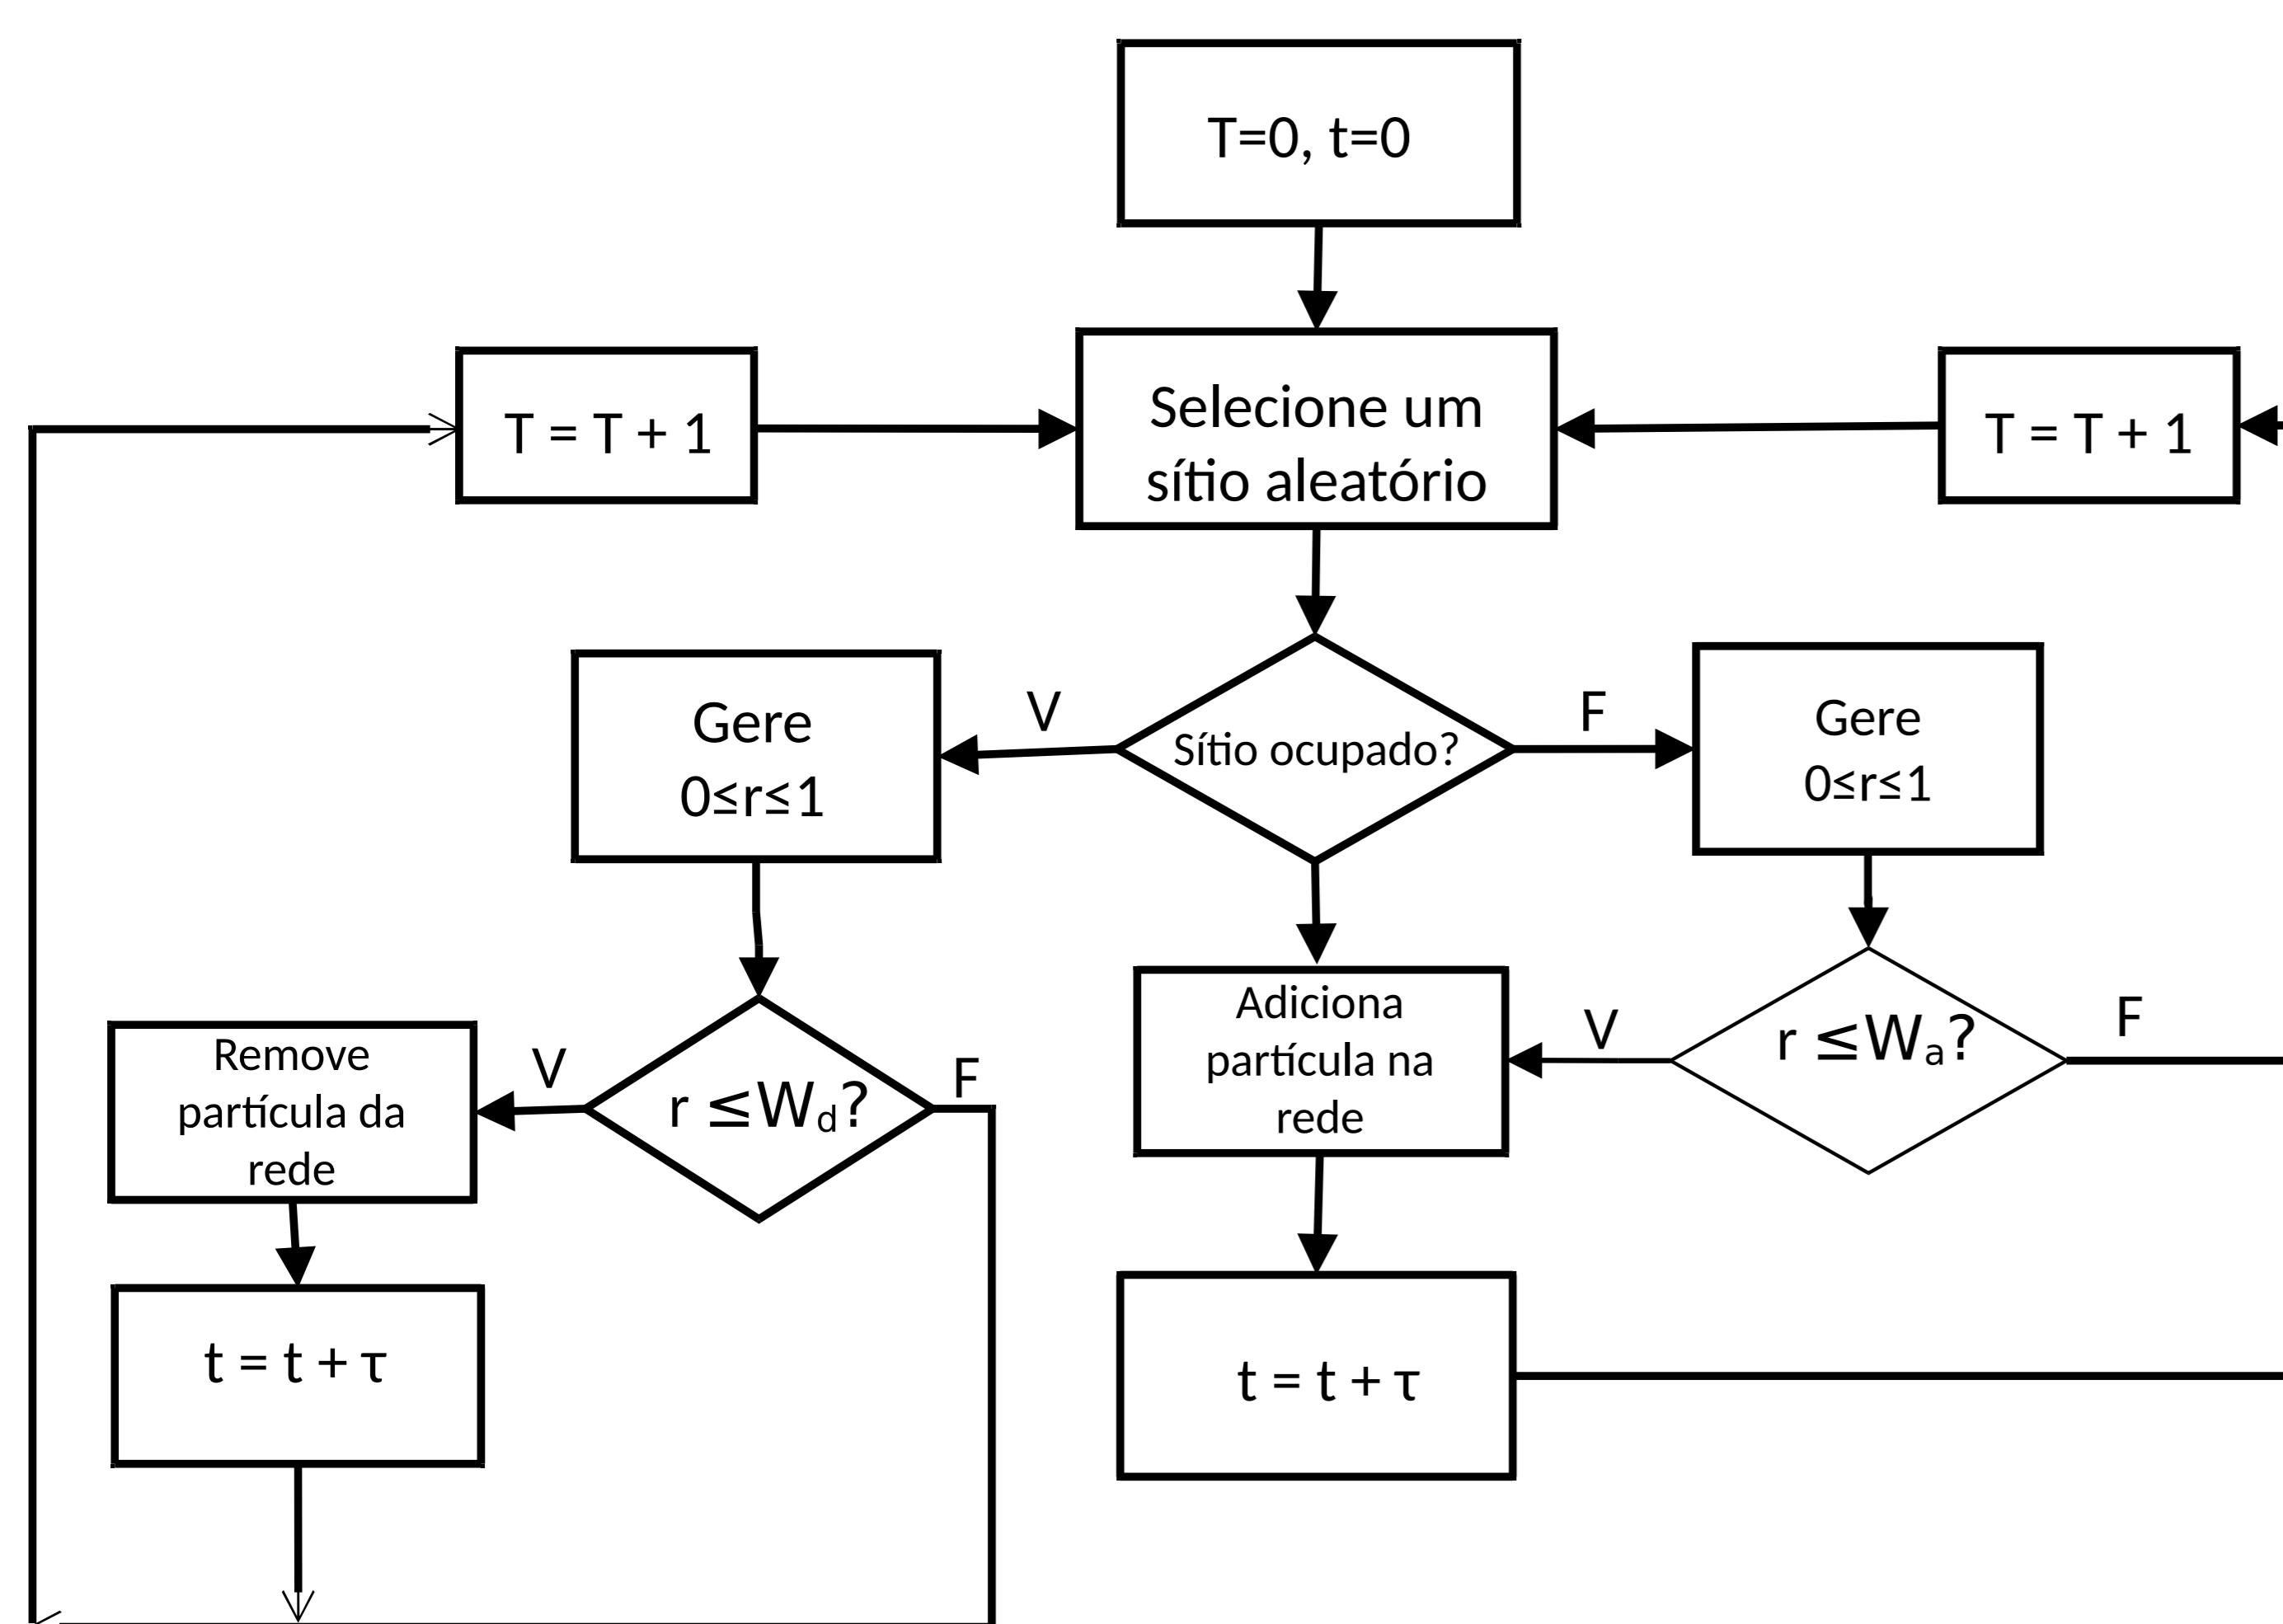 T=0, t=0
T = T + 1
Selecione um
sítio aleatório
T = T + 1
Gere
0≤r≤1
V
Sítio ocupado?
F
Gere
0≤r≤1
Remove
partícula da
rede
V
r ≤Wd?
F
Adiciona
partícula na
rede
V
r ≤Wa?
F
t = t + τ
t = t + τ